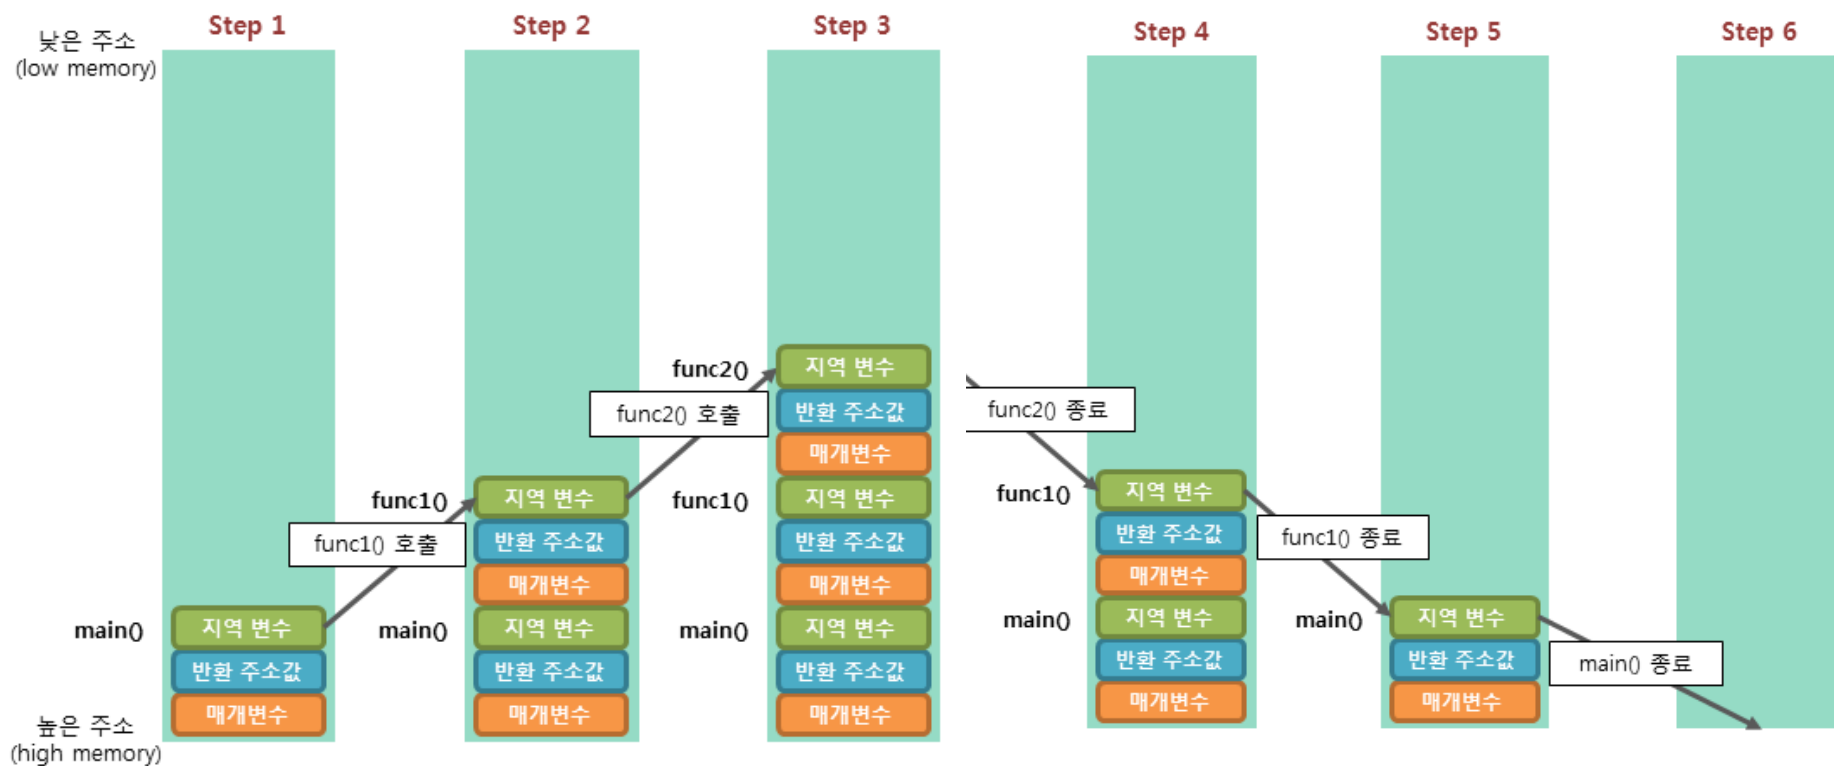 Step 1
Step 2
Step 3
Step 4
Step 5
Step 6
낮은 주소
(low memory)
func2()
지역 변수
func2() 호출
반환 주소값
func2() 종료
매개변수
func1()
지역 변수
func1()
지역 변수
func1()
지역 변수
func1() 호출
반환 주소값
반환 주소값
반환 주소값
func1() 종료
매개변수
매개변수
매개변수
main()
지역 변수
main()
지역 변수
main()
지역 변수
main()
지역 변수
main()
지역 변수
반환 주소값
반환 주소값
반환 주소값
반환 주소값
반환 주소값
main() 종료
매개변수
매개변수
매개변수
매개변수
매개변수
높은 주소
(high memory)